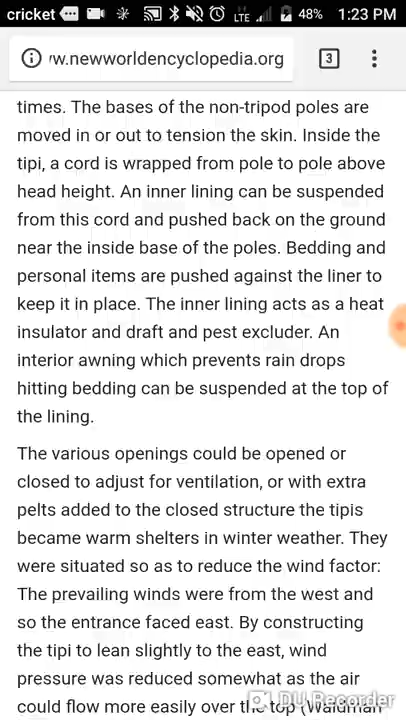 cricket LTE 48% 1:23 PM
w.newworldencyclopedia.org 3
times. The bases of the non-tripod poles are
moved in or out to tension the skin. Inside the
tipi, a cord is wrapped from pole to pole above
head height. An inner lining can be suspended
from this cord and pushed back on the ground
near the inside base of the poles. Bedding and
personal items are pushed against the liner to
keep it in place. The inner lining acts as a heat
insulator and draft and pest excluder. An
interior awning which prevents rain drops
hitting bedding can be suspended at the top of
the lining.
The various openings could be opened or
closed to adjust for ventilation, or with extra
pelts added to the closed structure the tipis
became warm shelters in winter weather. They
were situated so as to reduce the wind factor:
The prevailing winds were from the west and
so the entrance faced east. By constructing
the tipi to lean slightly to the east, wind
pressure was reduced somewhat as the air
could flow more easily over the top (Waldman
DU Recorder